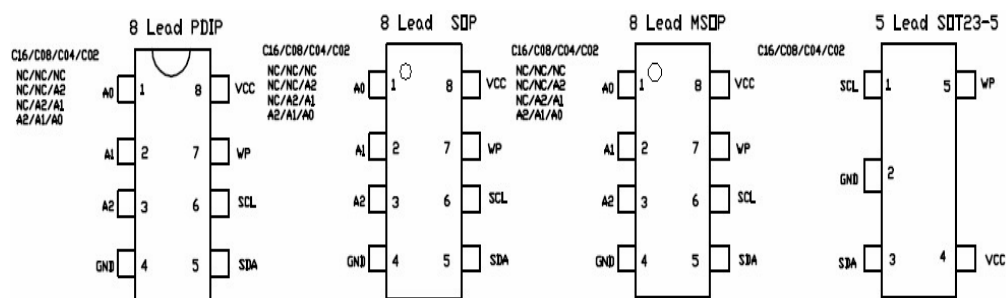 8 Lead PDIP
C16/C08/C04/C02
NC/NC/NC
NC/NC/A2
NC/A2/A1
A2/A1/A0
A0 1 8 VCC
A1 2 7 WP
A2 3 6 SCL
GND 4 5 SDA
8 Lead SOP
C16/C08/C04/C02
NC/NC/NC
NC/NC/A2
NC/A2/A1
A2/A1/A0
A0 1 8 VCC
A1 2 7 WP
A2 3 6 SCL
GND 4 5 SDA
8 Lead MSOP
C16/C08/C04/C02
NC/NC/NC
NC/NC/A2
NC/A2/A1
A2/A1/A0
A0 1 8 VCC
A1 2 7 WP
A2 3 6 SCL
GND 4 5 SDA
5 Lead SOT23-5
C16/C08/C04/C02
SCL 1 5 WP
GND 2
SDA 3 4 VCC